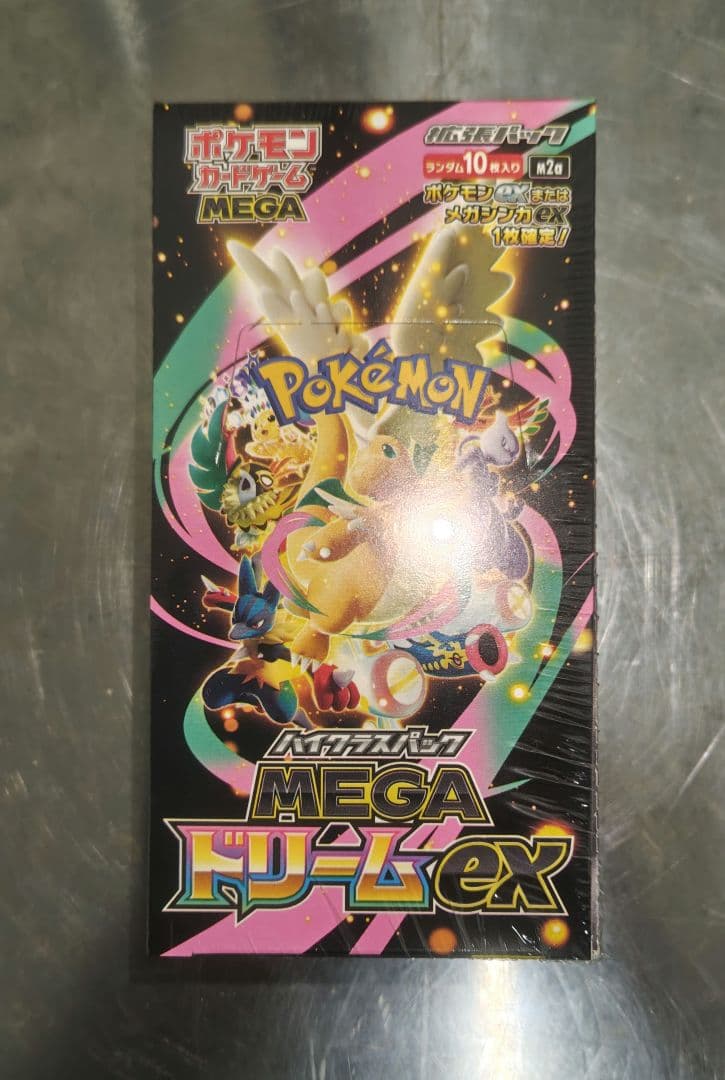 ポケモン
カードゲーム
MEGA
拡張パック
ランダム10枚入り M2a
ポケモンexまたは
メガシンカex
1枚確定!
POKéMON
ハイクラスパック
MEGA
ドリームex